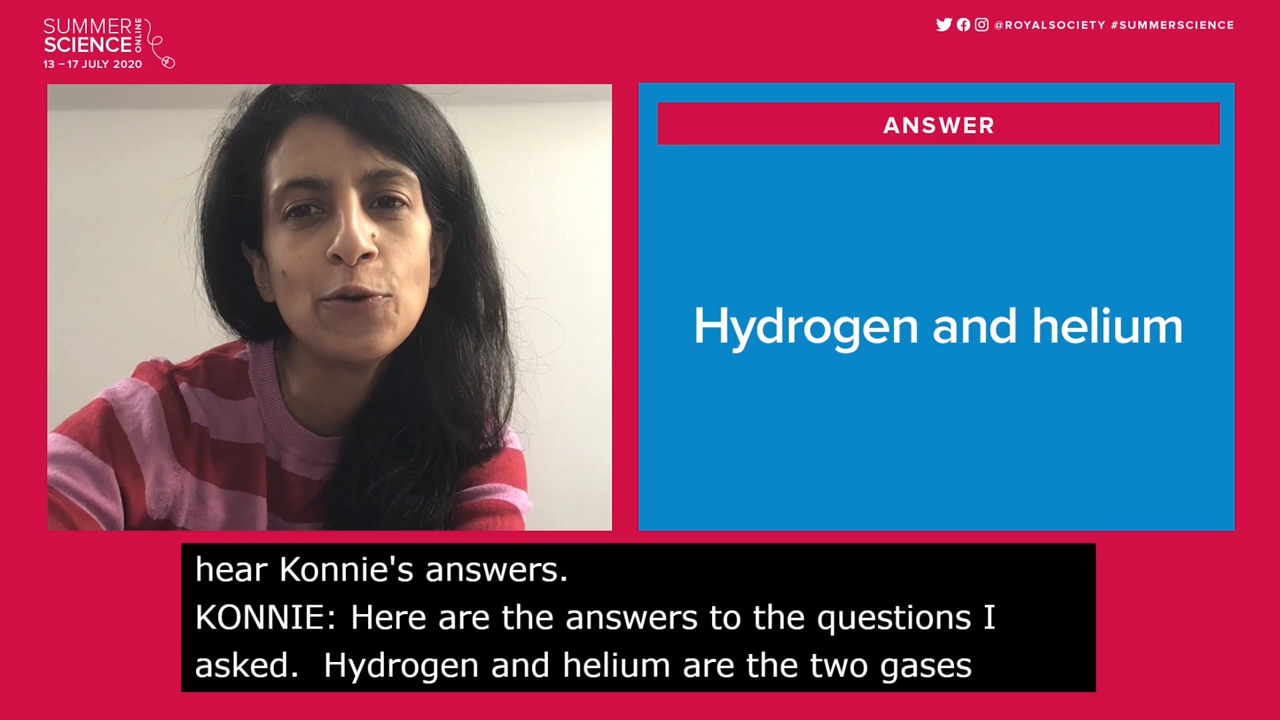 SUMMER
SCIENCE
ONLINE
13 – 17 JULY 2020
@ROYALSOCIETY #SUMMERSCIENCE
ANSWER
Hydrogen and helium
hear Konnie's answers.
KONNIE: Here are the answers to the questions I
asked.  Hydrogen and helium are the two gases